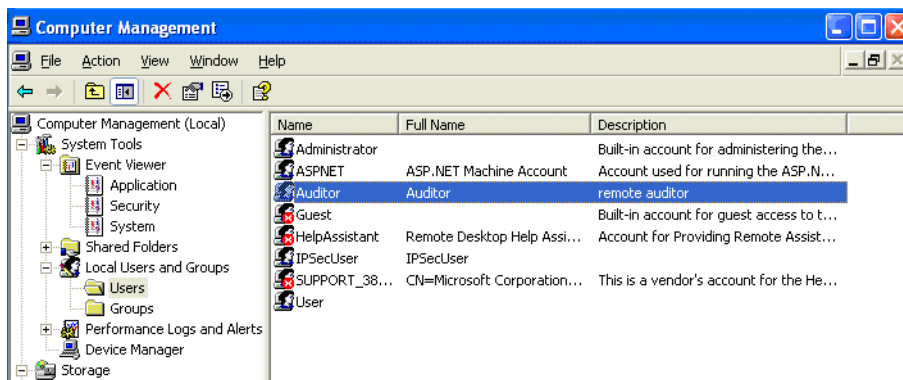 Computer Management
File Action View Window Help
Computer Management (Local)
System Tools
Event Viewer
Application
Security
System
Shared Folders
Local Users and Groups
Users
Groups
Performance Logs and Alerts
Device Manager
Storage
Name Full Name Description
Administrator Built-in account for administering the...
ASPNET ASP.NET Machine Account Account used for running the ASP.N...
Auditor Auditor remote auditor
Guest Built-in account for guest access to t...
HelpAssistant Remote Desktop Help Assi... Account for Providing Remote Assist...
IPSecUser IPSecUser
SUPPORT_38... CN=Microsoft Corporation... This is a vendor's account for the He...
User